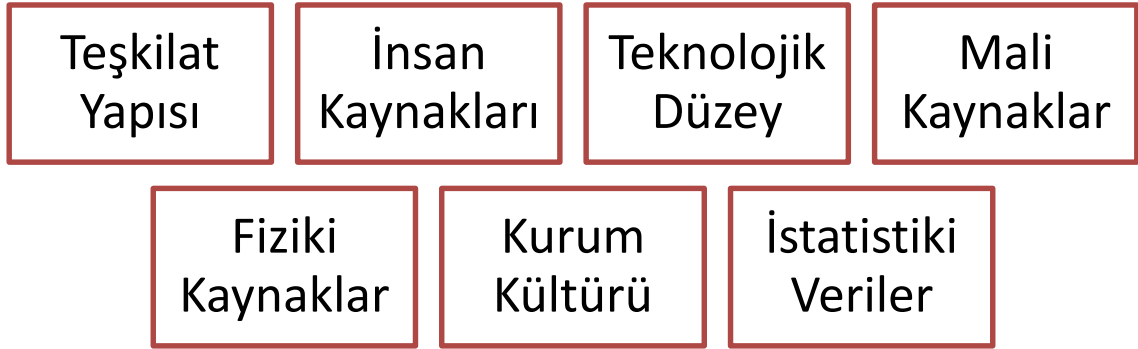 Teşkilat
Yapısı
İnsan
Kaynakları
Teknolojik
Düzey
Mali
Kaynaklar
Fiziki
Kaynaklar
Kurum
Kültürü
İstatistiki
Veriler